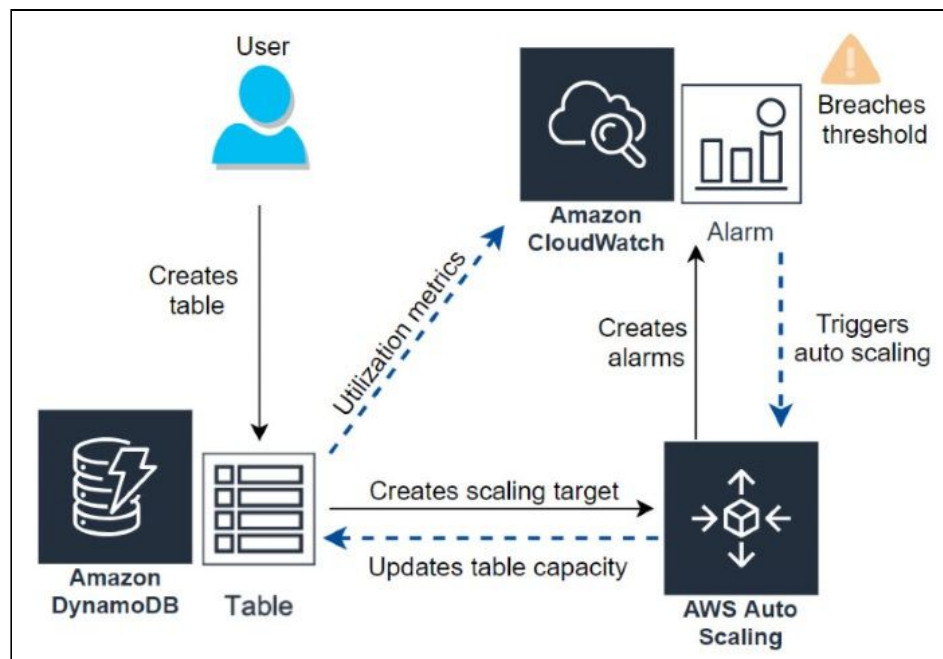 User
Breaches
threshold
Amazon
CloudWatch
Alarm
Creates
table
Utilization metrics
Creates
alarms
Triggers
auto scaling
Creates scaling target
Updates table capacity
Amazon
DynamoDB
Table
AWS Auto
Scaling